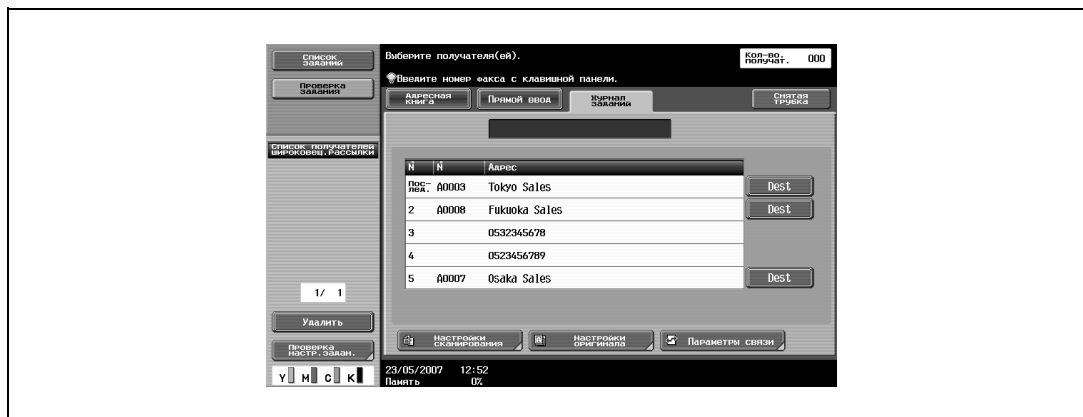 Список
заданий
Проверка
задания
Список получателей
широковещ.рассылки
1/ 1
Удалить
Проверка
настр.задан.
Y M C K
Выберите получателя(ей).
Кол-во.
получат. 000
Введите номер факса с клавишной панели.
Адресная
книга
Прямой ввод
Журнал
заданий
Снятая
трубка
N N Адрес
Пос-
лед. A0003 Tokyo Sales Dest
2 A0008 Fukuoka Sales Dest
3 0532345678
4 0523456789
5 A0007 Osaka Sales Dest
Настройки
сканирования
Настройки
оригинала
Параметры связи
23/05/2007 12:52
Память 0%